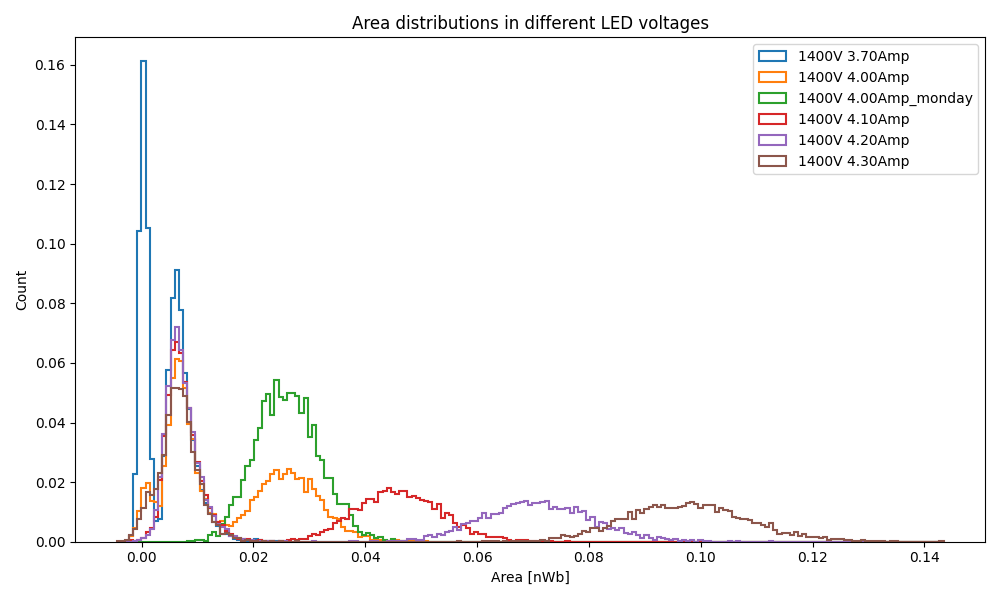 Area distributions in different LED voltages
1400V 3.70Amp
1400V 4.00Amp
1400V 4.00Amp_monday
1400V 4.10Amp
1400V 4.20Amp
1400V 4.30Amp
Count
0.16
0.14
0.12
0.10
0.08
0.06
0.04
0.02
0.00
0.00 0.02 0.04 0.06 0.08 0.10 0.12 0.14
Area [nWb]